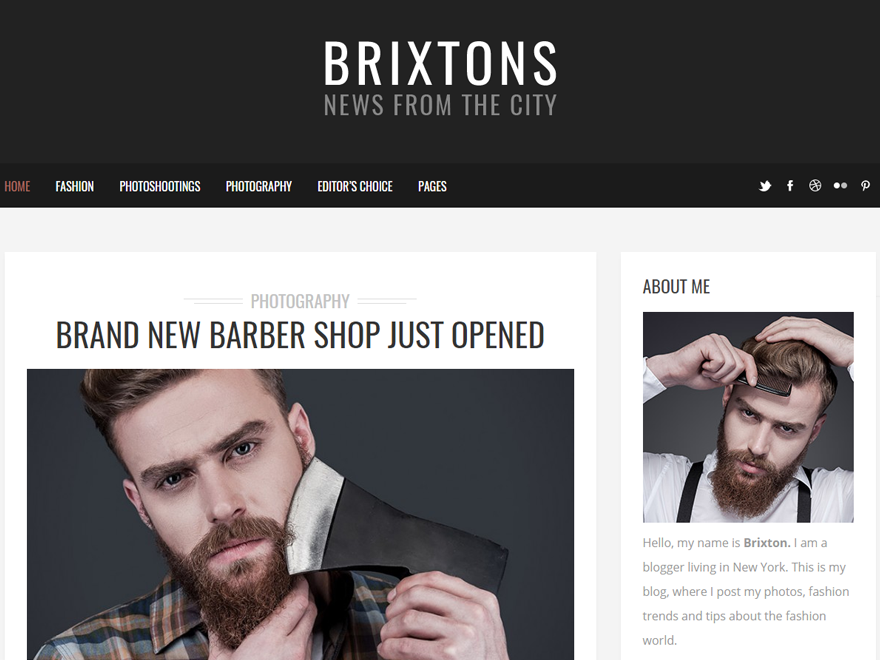 BRIXTONS
NEWS FROM THE CITY
HOME FASHION PHOTOSHOOTINGS PHOTOGRAPHY EDITOR'S CHOICE PAGES
PHOTOGRAPHY
BRAND NEW BARBER SHOP JUST OPENED
ABOUT ME
Hello, my name is Brixton. I am a
blogger living in New York. This is my
blog, where I post my photos, fashion
trends and tips about the fashion
world.